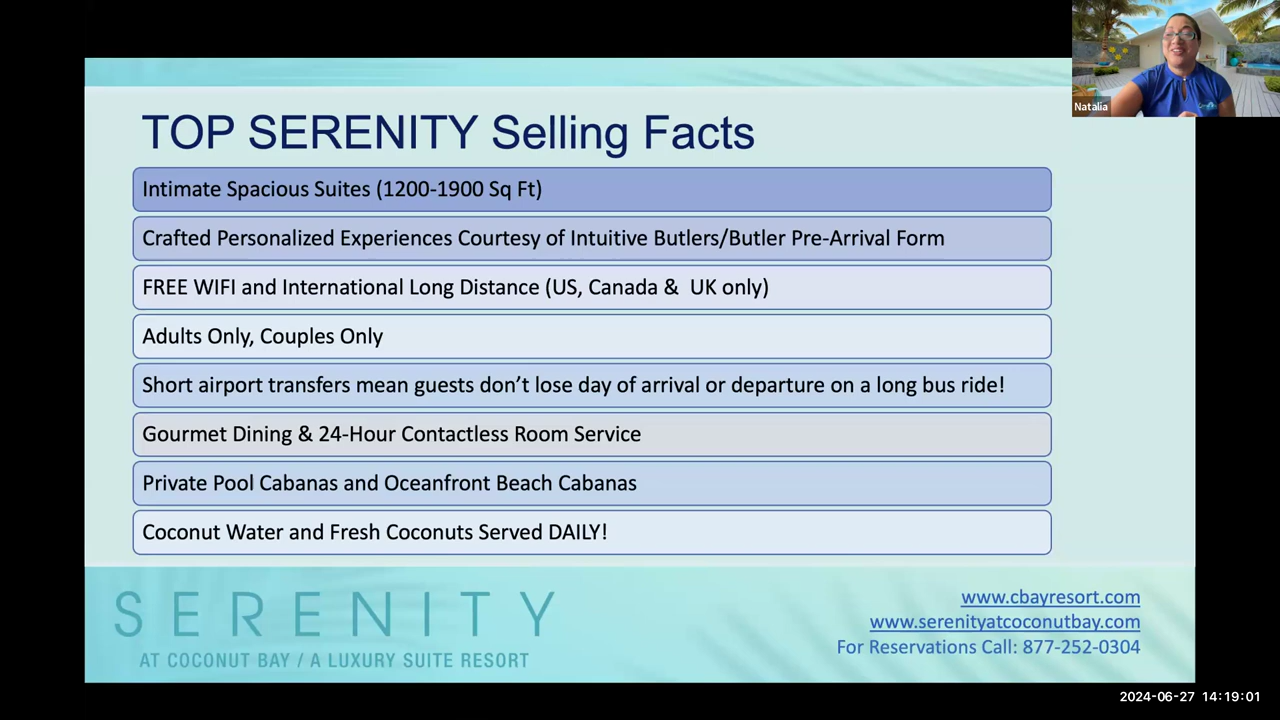 Natalia
TOP SERENITY Selling Facts
Intimate Spacious Suites (1200-1900 Sq Ft)
Crafted Personalized Experiences Courtesy of Intuitive Butlers/Butler Pre-Arrival Form
FREE WIFI and International Long Distance (US, Canada &  UK only)
Adults Only, Couples Only
Short airport transfers mean guests don’t lose day of arrival or departure on a long bus ride!
Gourmet Dining & 24-Hour Contactless Room Service
Private Pool Cabanas and Oceanfront Beach Cabanas
Coconut Water and Fresh Coconuts Served DAILY!
SERENITY
AT COCONUT BAY / A LUXURY SUITE RESORT
www.cbayresort.com
www.serenityatcoconutbay.com
For Reservations Call: 877-252-0304
2024-06-27 14:19:01